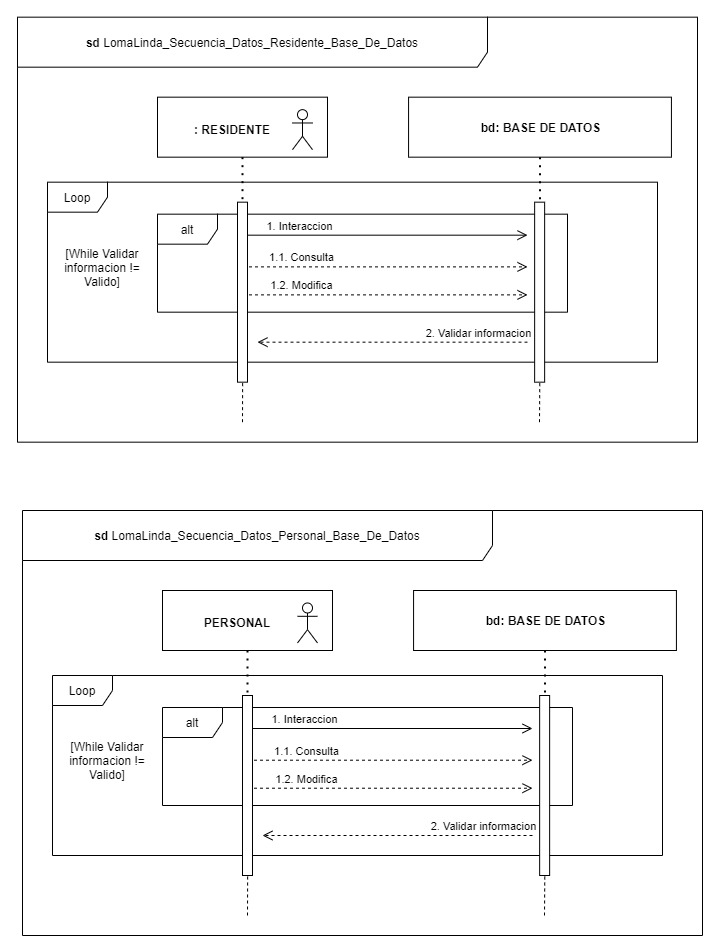 sd LomaLinda_Secuencia_Datos_Residente_Base_De_Datos
: RESIDENTE
bd: BASE DE DATOS
Loop
alt
[While Validar
informacion !=
Valido]
1. Interaccion
1.1. Consulta
1.2. Modifica
2. Validar informacion
sd LomaLinda_Secuencia_Datos_Personal_Base_De_Datos
PERSONAL
bd: BASE DE DATOS
Loop
alt
[While Validar
informacion !=
Valido]
1. Interaccion
1.1. Consulta
1.2. Modifica
2. Validar informacion